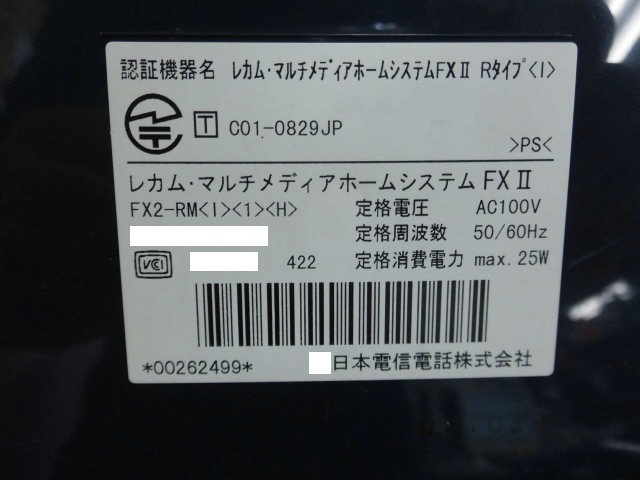 認証機器名 レカム・マルチメディアホームシステムFXⅡ Rタイプ<I>
T C01-0829JP
>PS<
レカム・マルチメディアホームシステム FXⅡ
FX2-RM<I><1><H> 定格電圧 AC100V
定格周波数 50/60Hz
VCI 422 定格消費電力 max.25W
*00262499* 日本電信電話株式会社